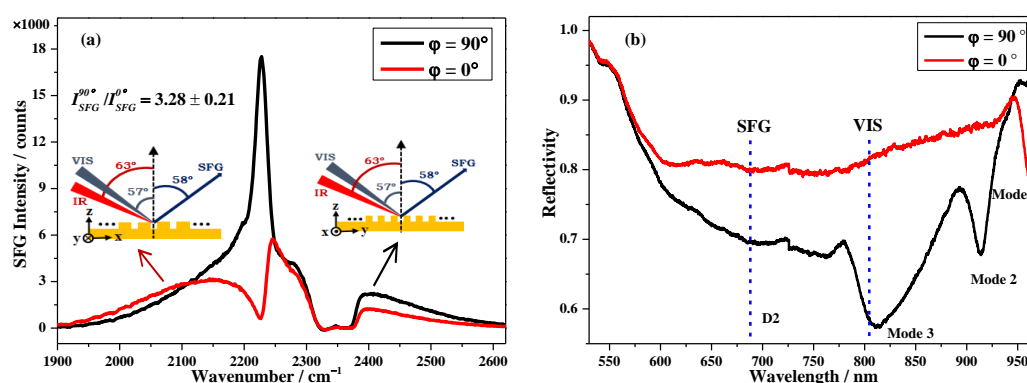 ×1000
(a)
φ = 90°
φ = 0°
I_SFG^90° / I_SFG^0° = 3.28 ± 0.21
18
15
12
9
6
3
0
SFG Intensity / counts
VIS
63°
SFG
IR
57°
58°
z
y
x
VIS
63°
SFG
IR
57°
58°
z
x
y
1900 2000 2100 2200 2300 2400 2500 2600
Wavenumber / cm⁻¹
(b)
φ = 90 °
φ = 0 °
1.0
0.9
0.8
0.7
0.6
Reflectivity
SFG
VIS
Mode
Mode 2
D2
Mode 3
550 600 650 700 750 800 850 900 950
Wavelength / nm